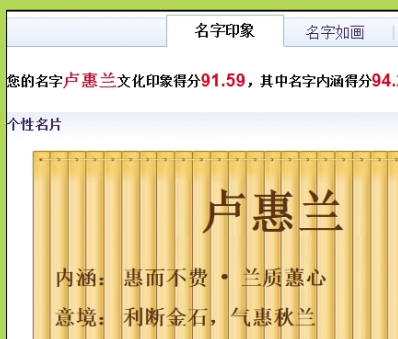 名字印象 名字如画
您的名字卢惠兰文化印象得分91.59，其中名字内涵得分94.
个性名片
卢惠兰
内涵：惠而不费·兰质蕙心
意境：利断金石，气惠秋兰